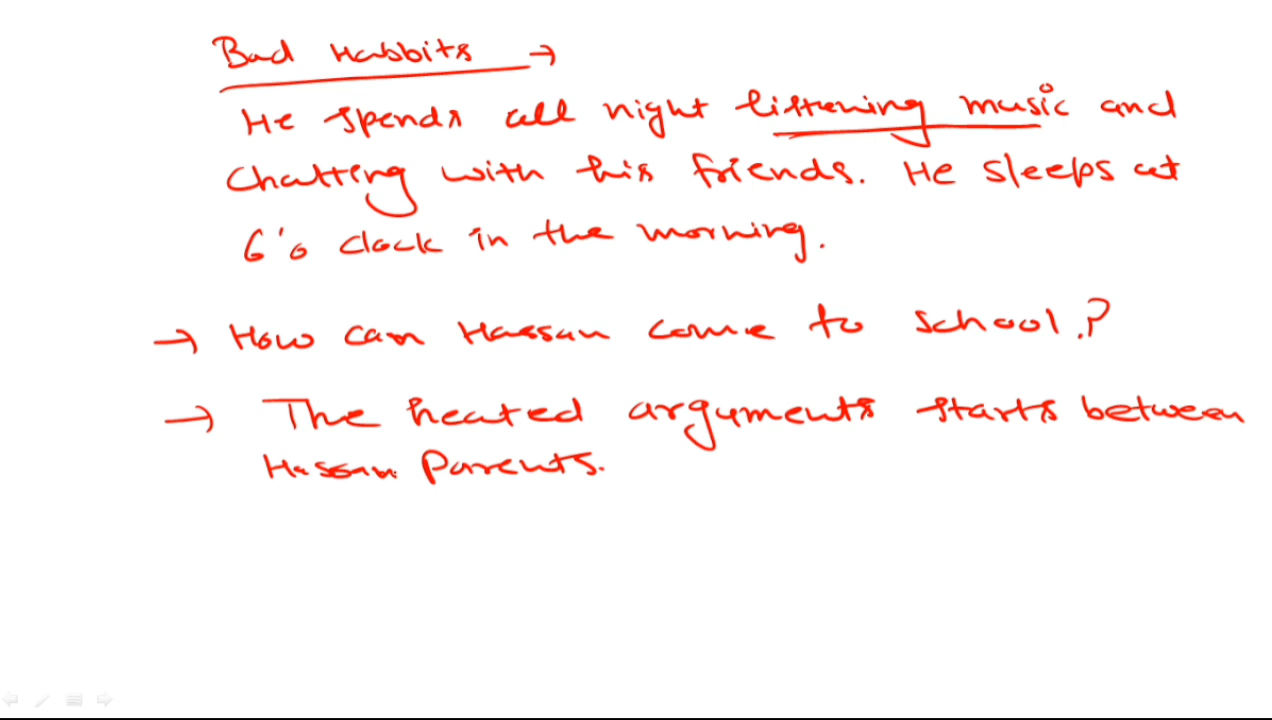 Bad Habbits →
He spends all night listening music and
chatting with his friends. He sleeps at
6'o clock in the morning.
→ How can Hassan come to school.?
→ The heated arguments starts between
Hassan Parents.